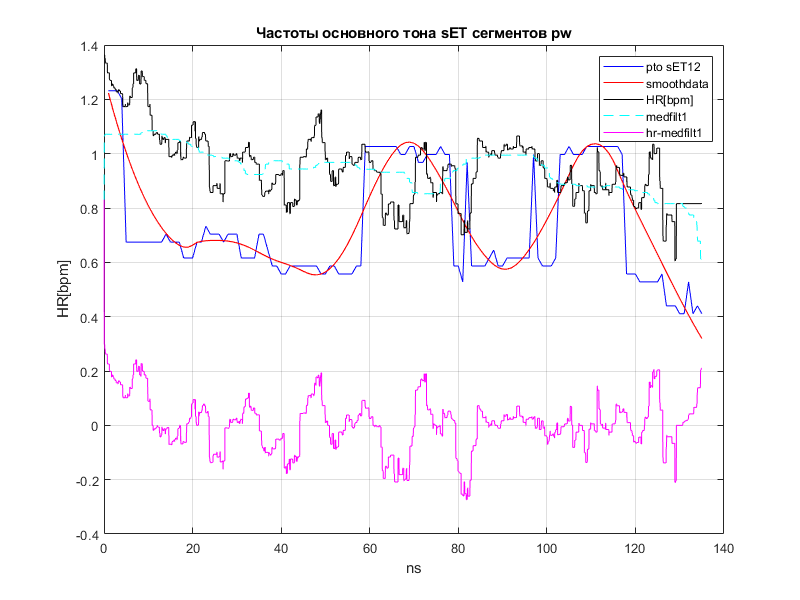 Частоты основного тона sET сегментов pw
pto sET12
smoothdata
HR[bpm]
medfilt1
hr-medfilt1
HR[bpm]
1.4
1.2
1
0.8
0.6
0.4
0.2
0
-0.2
-0.4
0 20 40 60 80 100 120 140
ns